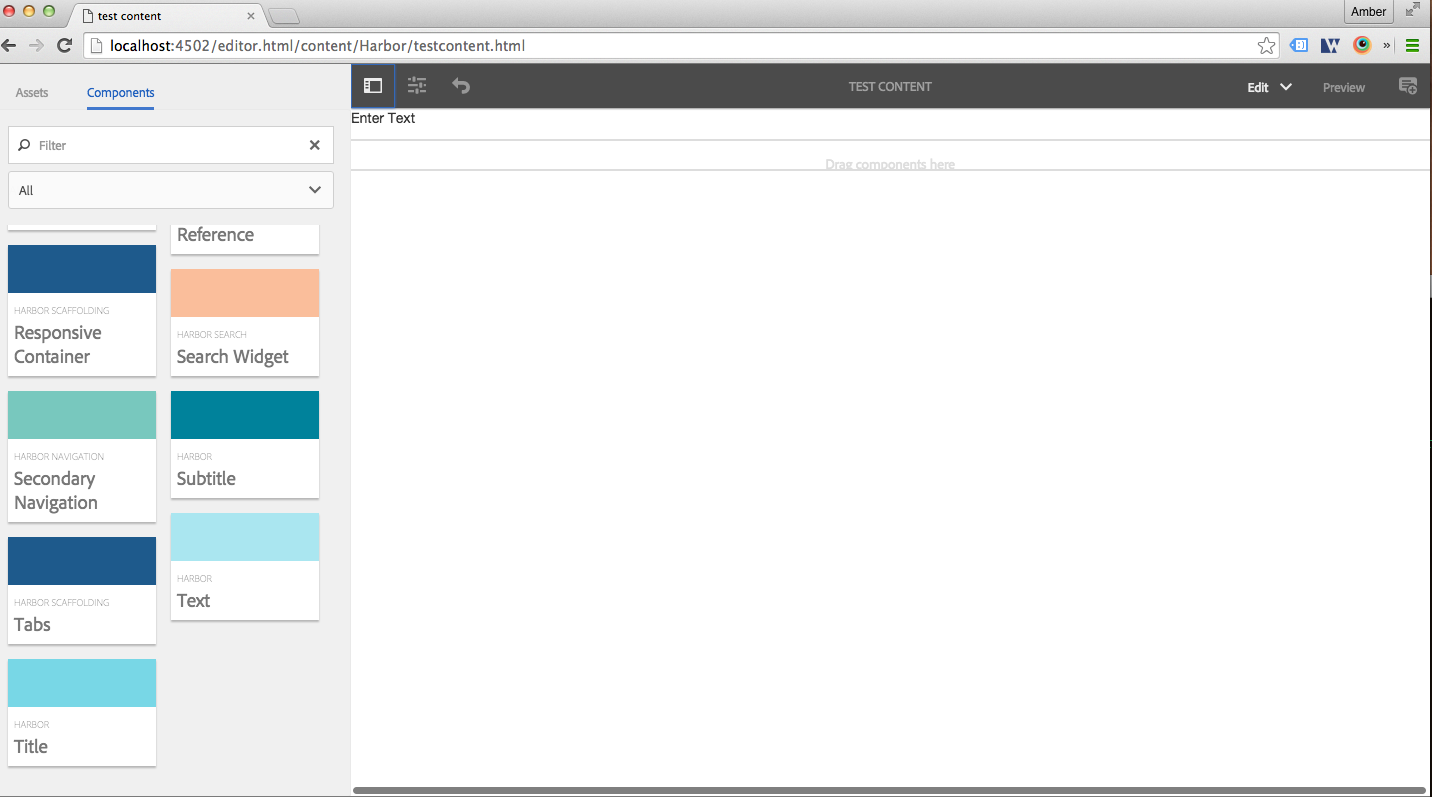 test content
Amber
localhost:4502/editor.html/content/Harbor/testcontent.html
Assets
Components
TEST CONTENT
Edit
Preview
Filter
All
Enter Text
Drag components here
Reference
HARBOR SCAFFOLDING
Responsive
Container
HARBOR SEARCH
Search Widget
HARBOR NAVIGATION
Secondary
Navigation
HARBOR
Subtitle
HARBOR SCAFFOLDING
Tabs
HARBOR
Text
HARBOR
Title